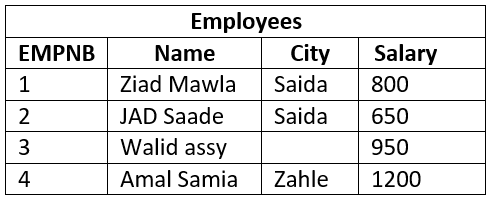 Employees
EMPNB Name City Salary
1 Ziad Mawla Saida 800
2 JAD Saade Saida 650
3 Walid assy 950
4 Amal Samia Zahle 1200